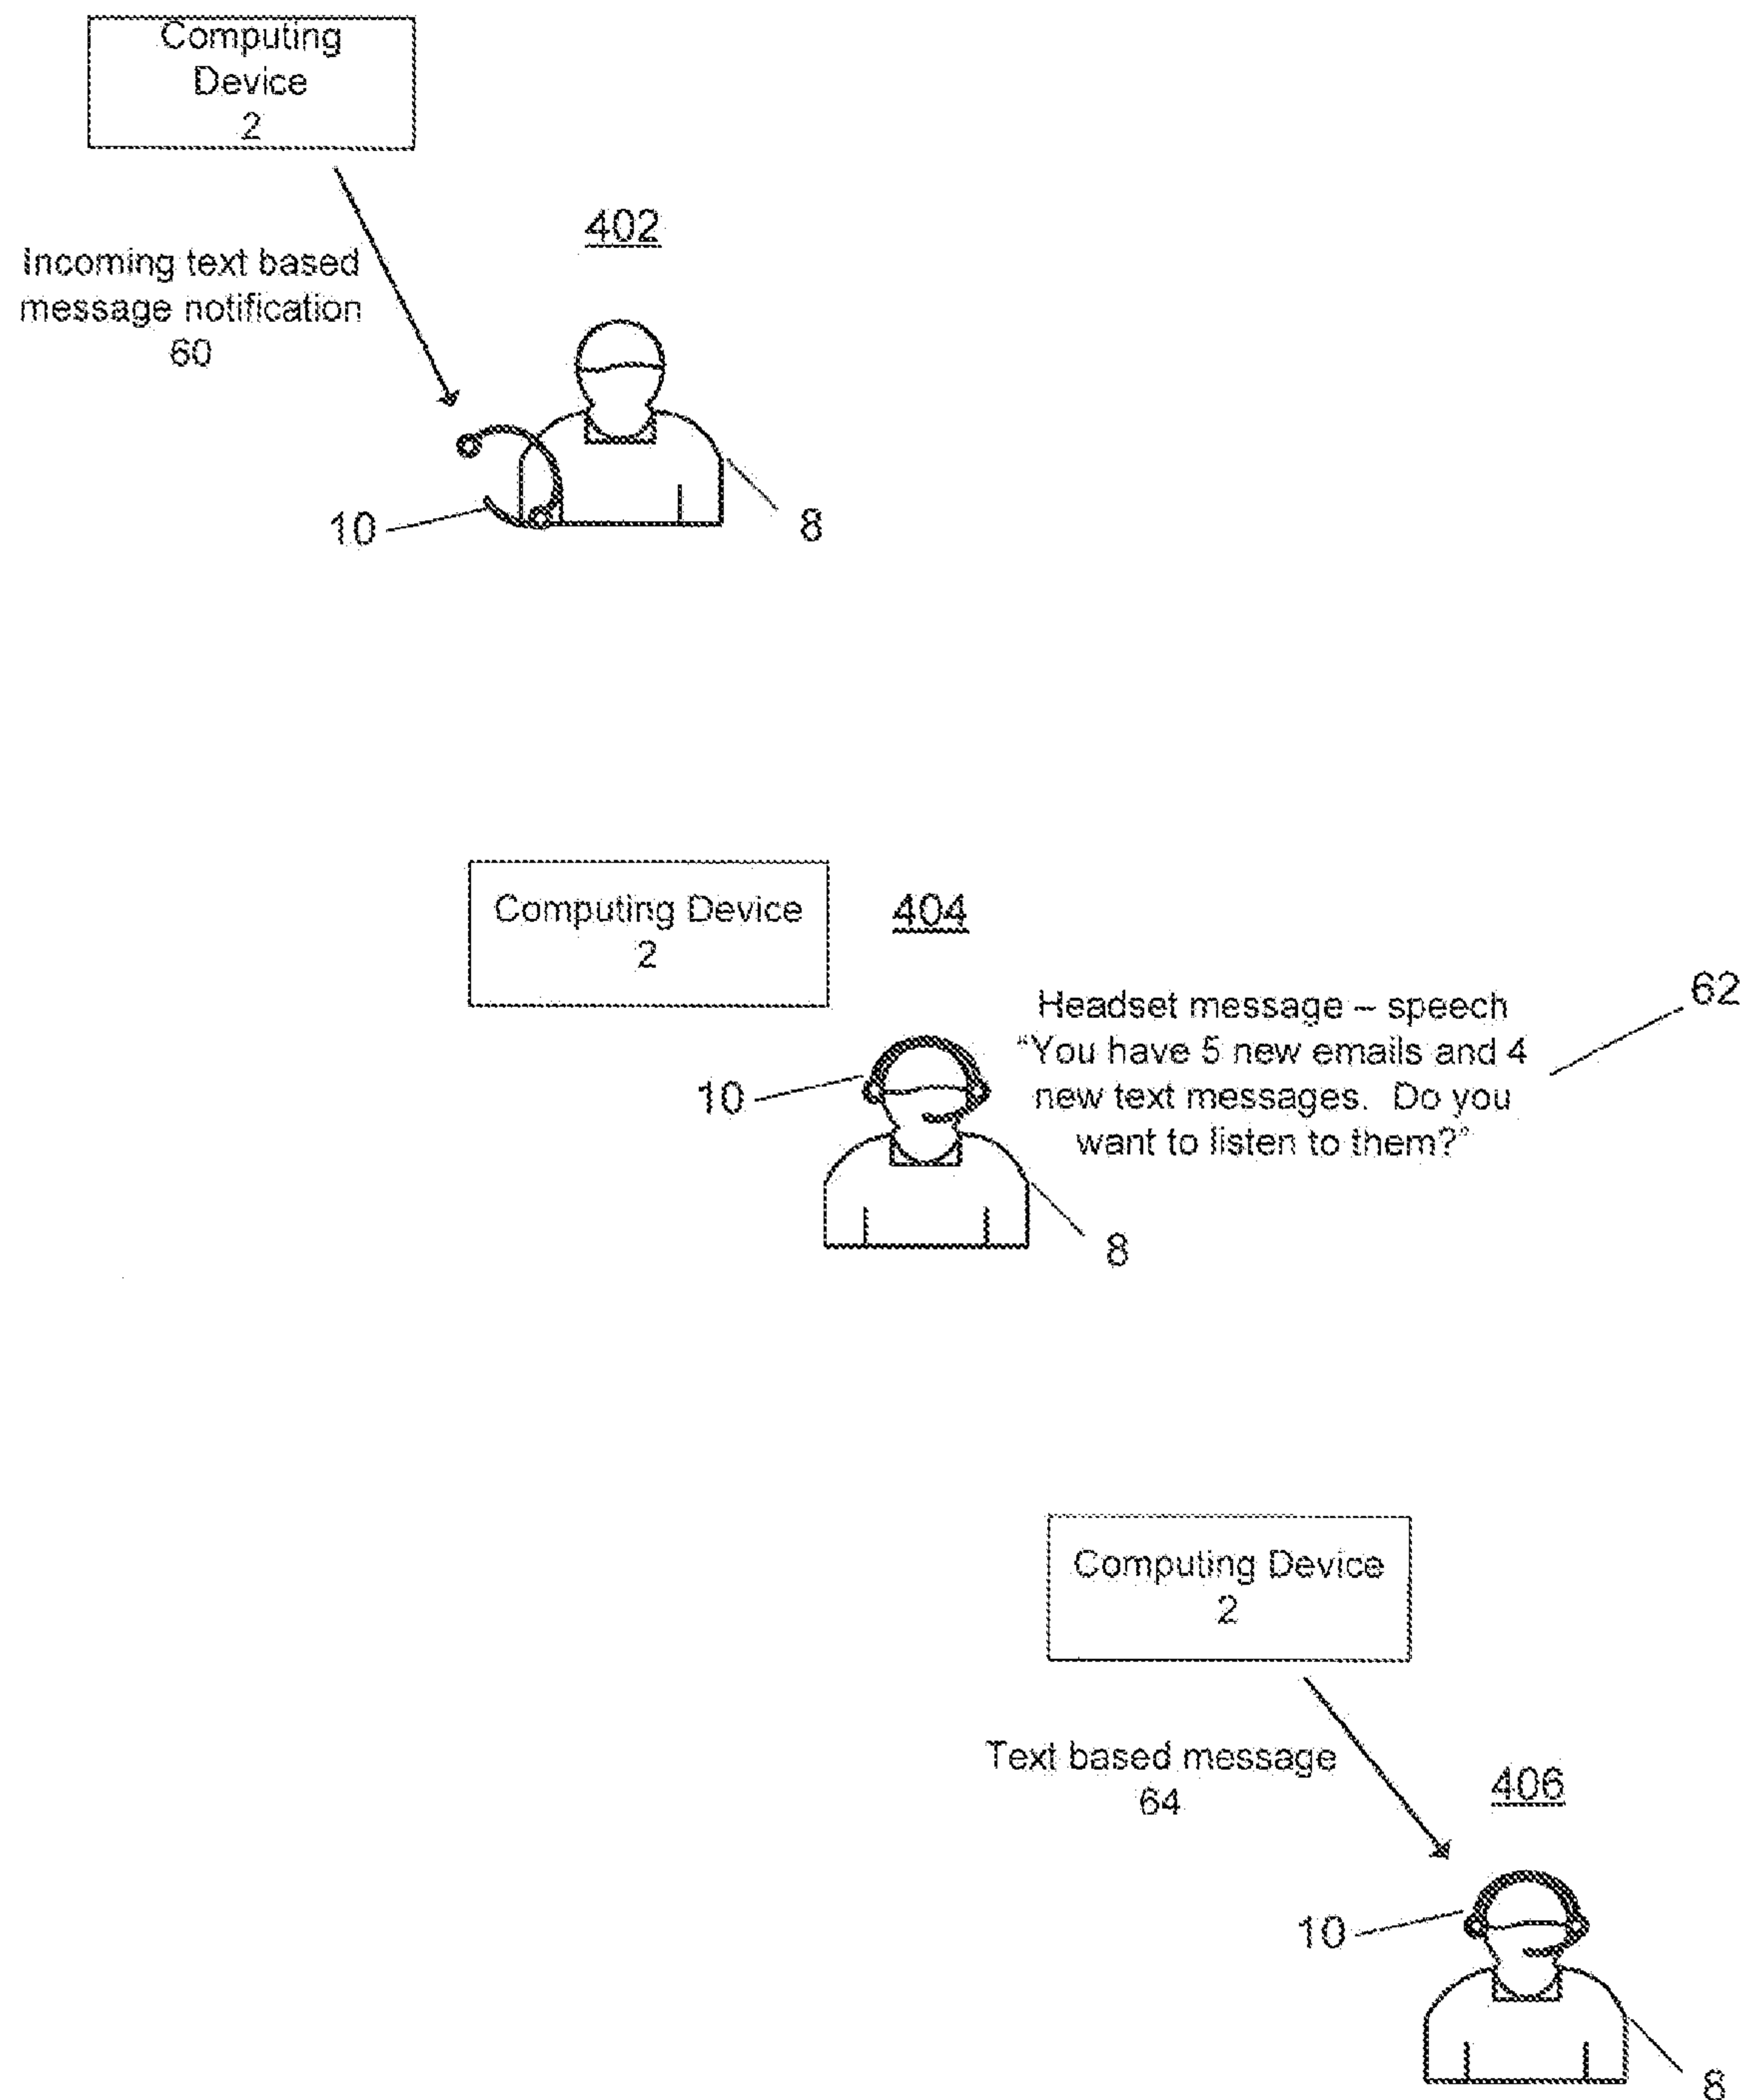 Computing
Device
2
402
Incoming text based
message notification
60
10
8
Computing Device
2
404
62
Headset message – speech
“You have 5 new emails and 4
new text messages. Do you
want to listen to them?”
10
8
Computing Device
2
Text based message
64
406
10
8